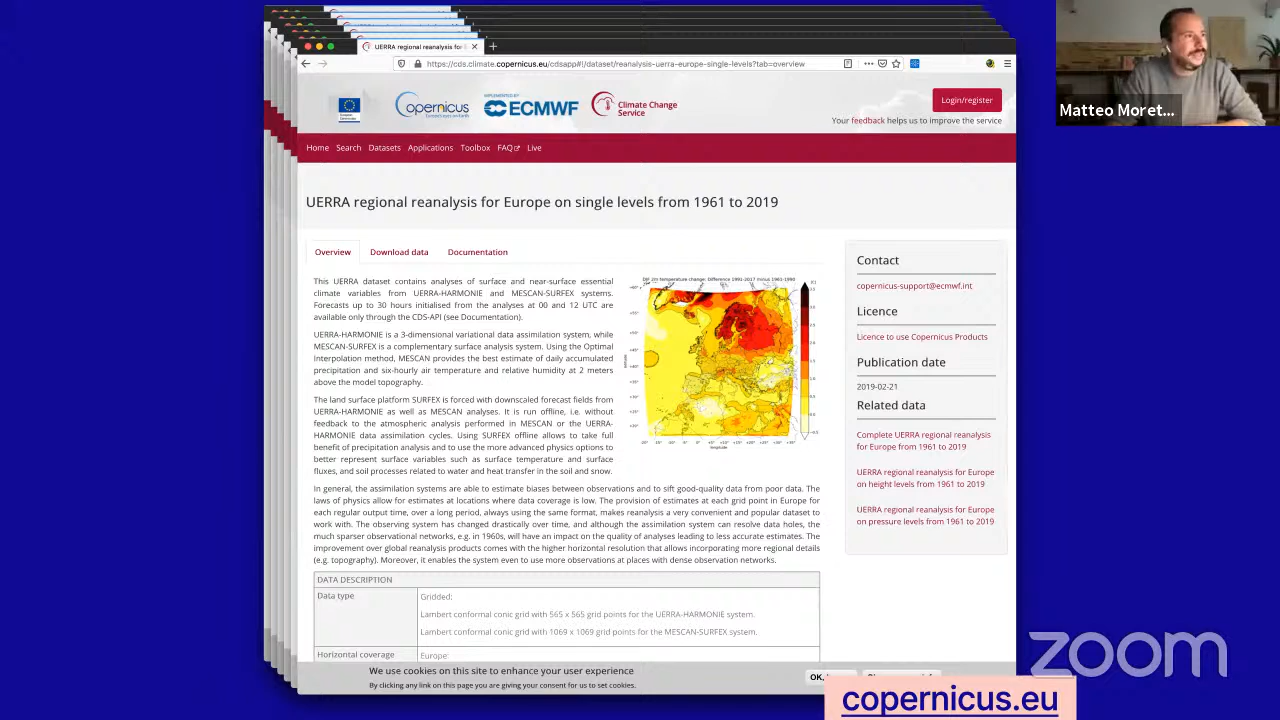 UERRA regional reanalysis for
https://cds.climate.copernicus.eu/cdsapp#!/dataset/reanalysis-uerra-europe-single-levels?tab=overview
European Commission
opernicus
Europe's eyes on Earth
IMPLEMENTED BY
ECMWF
Climate Change
Service
Login/register
Your feedback helps us to improve the service
Home Search Datasets Applications Toolbox FAQ Live
UERRA regional reanalysis for Europe on single levels from 1961 to 2019
Overview Download data Documentation
This UERRA dataset contains analyses of surface and near-surface essential
climate variables from UERRA-HARMONIE and MESCAN-SURFEX systems.
Forecasts up to 30 hours initialised from the analyses at 00 and 12 UTC are
available only through the CDS-API (see Documentation).
UERRA-HARMONIE is a 3-dimensional variational data assimilation system, while
MESCAN-SURFEX is a complementary surface analysis system. Using the Optimal
Interpolation method, MESCAN provides the best estimate of daily accumulated
precipitation and six-hourly air temperature and relative humidity at 2 meters
above the model topography.
The land surface platform SURFEX is forced with downscaled forecast fields from
UERRA-HARMONIE as well as MESCAN analyses. It is run offline, i.e. without
feedback to the atmospheric analysis performed in MESCAN or the UERRA-
HARMONIE data assimilation cycles. Using SURFEX offline allows to take full
benefit of precipitation analysis and to use the more advanced physics options to
better represent surface variables such as surface temperature and surface
fluxes, and soil processes related to water and heat transfer in the soil and snow.
DJF 2m temperature change: Difference 1991-2017 minus 1961-1990
latitude
longitude
In general, the assimilation systems are able to estimate biases between observations and to sift good-quality data from poor data. The
laws of physics allow for estimates at locations where data coverage is low. The provision of estimates at each grid point in Europe for
each regular output time, over a long period, always using the same format, makes reanalysis a very convenient and popular dataset to
work with. The observing system has changed drastically over time, and although the assimilation system can resolve data holes, the
much sparser observational networks, e.g. in 1960s, will have an impact on the quality of analyses leading to less accurate estimates. The
improvement over global reanalysis products comes with the higher horizontal resolution that allows incorporating more regional details
(e.g. topography). Moreover, it enables the system even to use more observations at places with dense observation networks.
DATA DESCRIPTION
Data type
Gridded:
Lambert conformal conic grid with 565 x 565 grid points for the UERRA-HARMONIE system.
Lambert conformal conic grid with 1069 x 1069 grid points for the MESCAN-SURFEX system.
Horizontal coverage
Europe
Contact
copernicus-support@ecmwf.int
Licence
Licence to use Copernicus Products
Publication date
2019-02-21
Related data
Complete UERRA regional reanalysis
for Europe from 1961 to 2019
UERRA regional reanalysis for Europe
on height levels from 1961 to 2019
UERRA regional reanalysis for Europe
on pressure levels from 1961 to 2019
We use cookies on this site to enhance your user experience
By clicking any link on this page you are giving your consent for us to set cookies.
OK,
copernicus.eu
Matteo Moret...
zoom